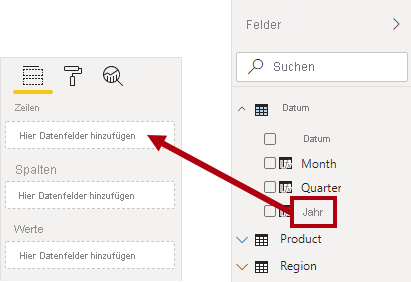 Zeilen
Hier Datenfelder hinzufügen
Spalten
Hier Datenfelder hinzufügen
Werte
Hier Datenfelder hinzufügen
Felder
Suchen
Datum
Datum
Month
Quarter
Jahr
Product
Region